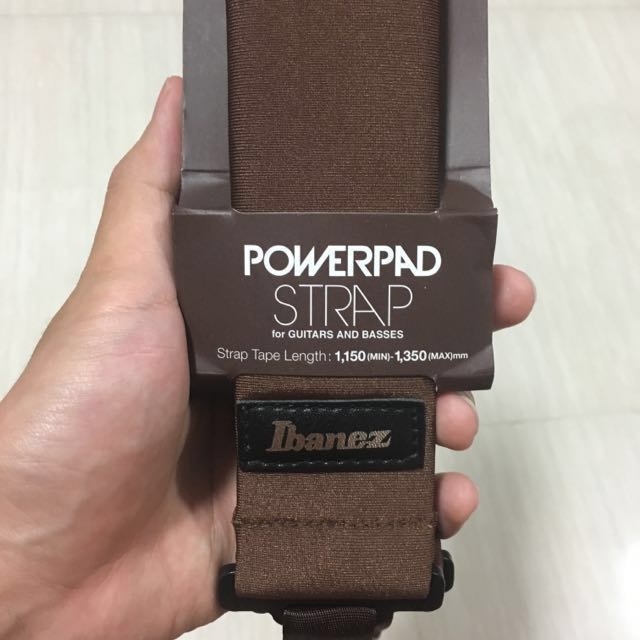 POWERPAD
STRAP
for GUITARS AND BASSES
Strap Tape Length: 1,150(MIN)-1,350(MAX)mm
Ibanez